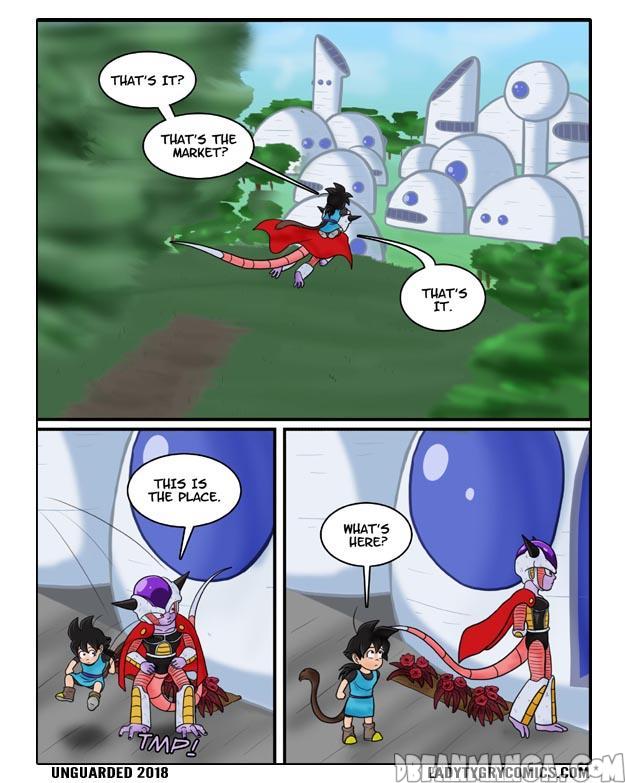 THAT'S IT?
THAT'S THE
MARKET?
THAT'S
IT.
THIS IS
THE PLACE.
TMP!
WHAT'S
HERE?
UNGUARDED 2018
LADYTYGRYCOMICS.COM
DBFANMANGA.COM